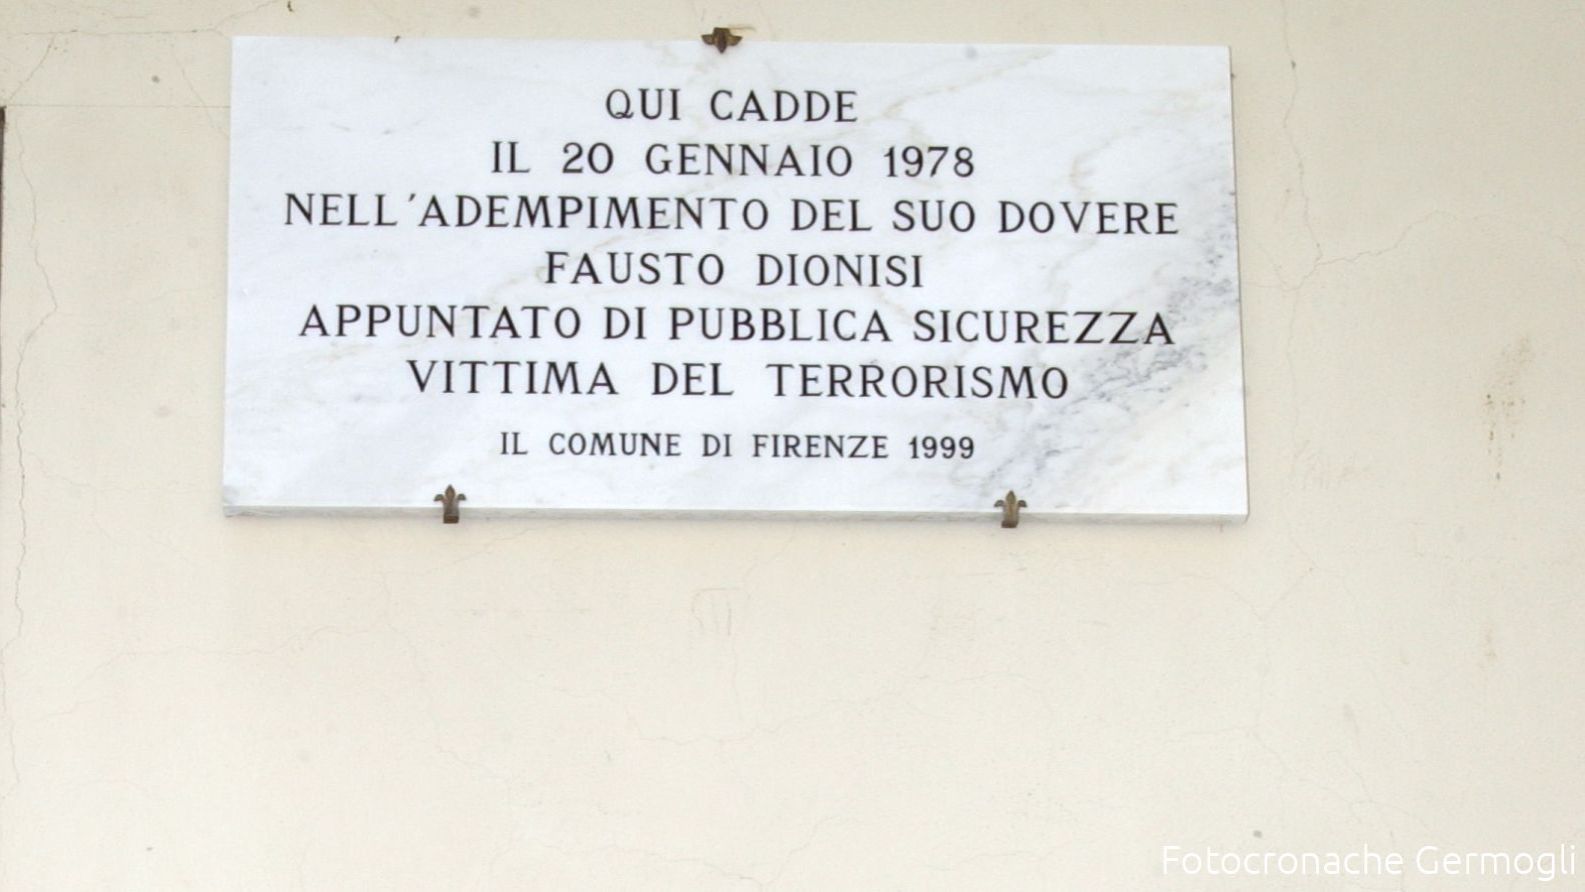 QUI CADDE
IL 20 GENNAIO 1978
NELL'ADEMPIMENTO DEL SUO DOVERE
FAUSTO DIONISI
APPUNTATO DI PUBBLICA SICUREZZA
VITTIMA DEL TERRORISMO
IL COMUNE DI FIRENZE 1999
Fotocronache Germogli